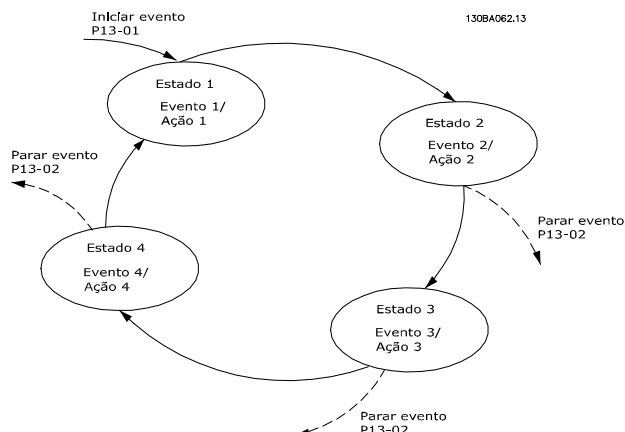 Iniciar evento
P13-01
130BA062.13
Estado 1
Evento 1/
Ação 1
Estado 2
Evento 2/
Ação 2
Parar evento
P13-02
Parar evento
P13-02
Estado 4
Evento 4/
Ação 4
Estado 3
Evento 3/
Ação 3
Parar evento
P13-02